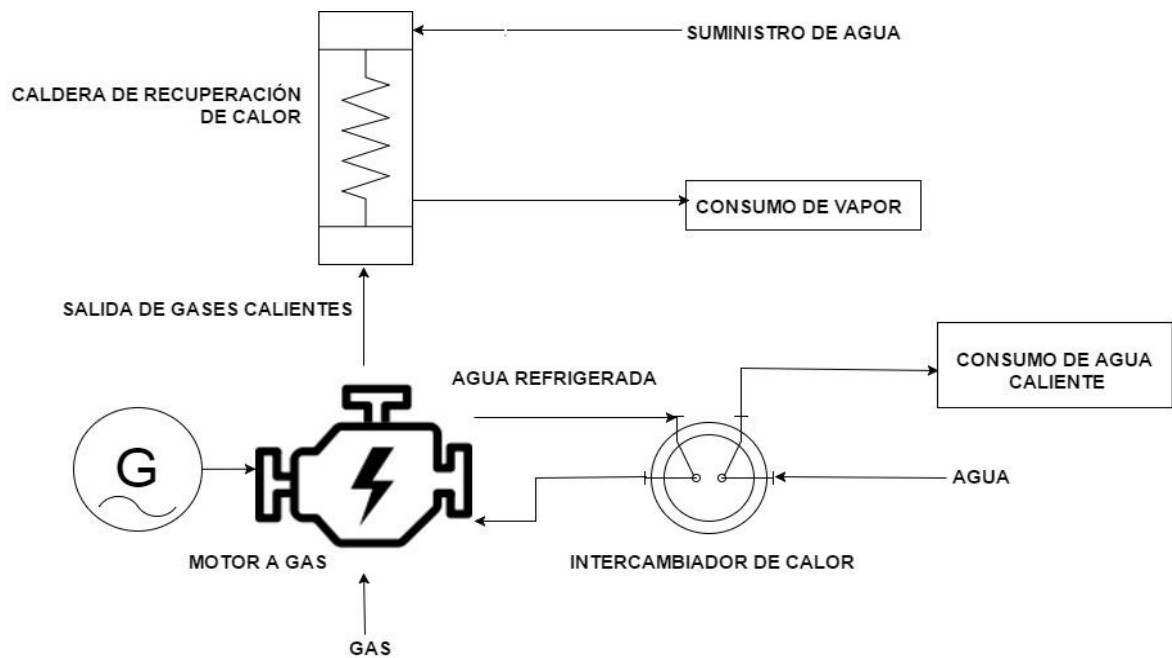 SUMINISTRO DE AGUA
CALDERA DE RECUPERACIÓN
DE CALOR
CONSUMO DE VAPOR
SALIDA DE GASES CALIENTES
CONSUMO DE AGUA
CALIENTE
AGUA REFRIGERADA
G
AGUA
MOTOR A GAS
INTERCAMBIADOR DE CALOR
GAS